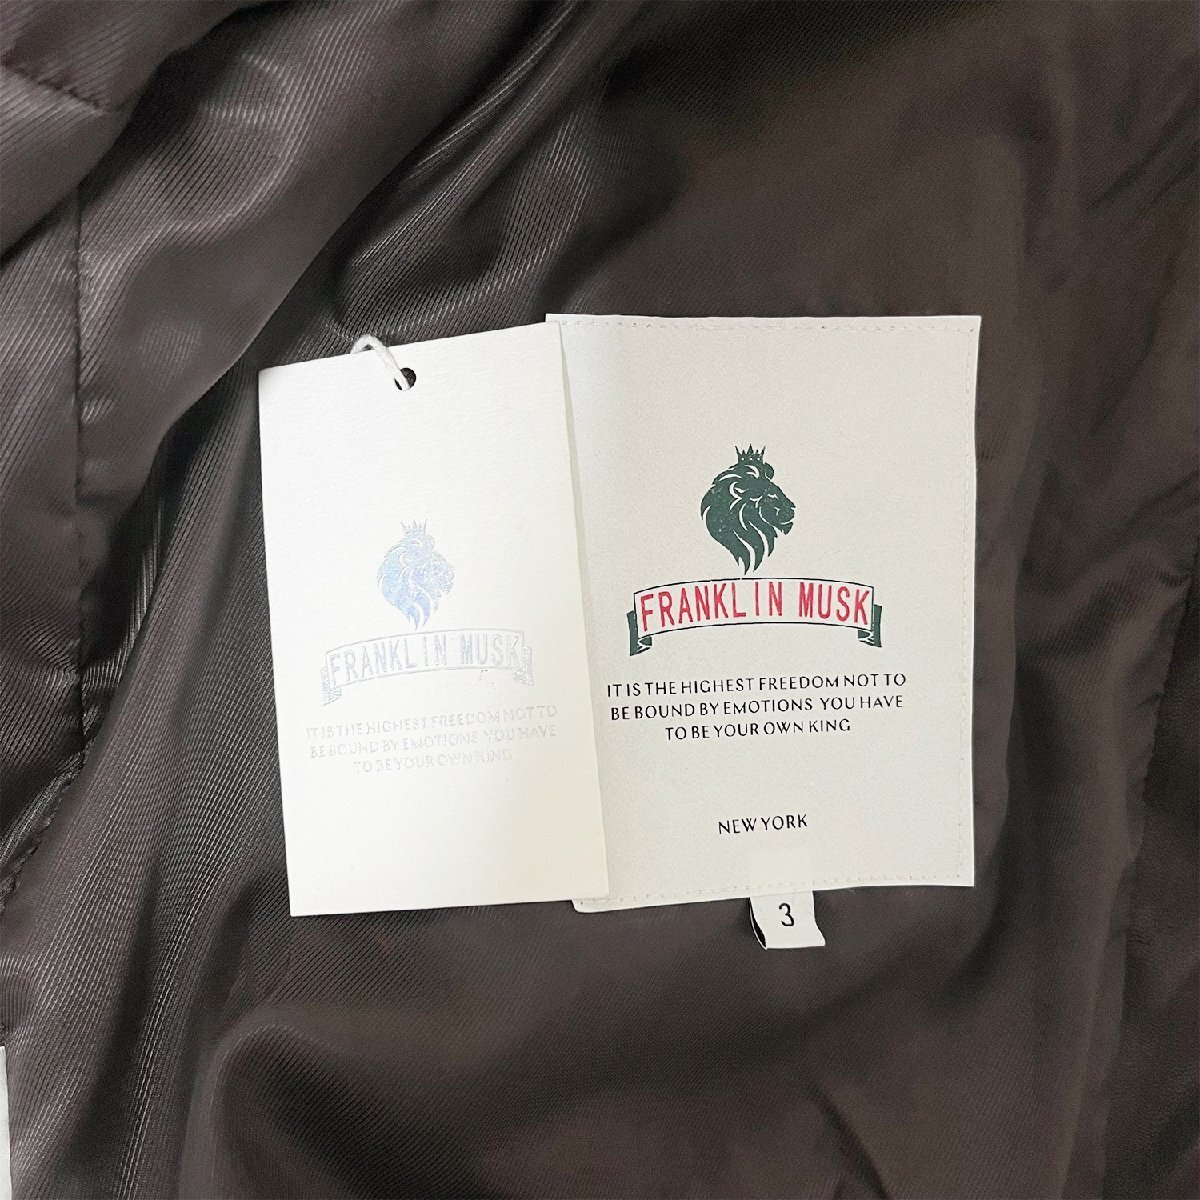 FRANKLIN MUSK
IT IS THE HIGHEST FREEDOM NOT TO
BE BOUND BY EMOTIONS YOU HAVE
TO BE YOUR OWN KING
FRANKLIN MUSK
IT IS THE HIGHEST FREEDOM NOT TO
BE BOUND BY EMOTIONS YOU HAVE
TO BE YOUR OWN KING
NEW YORK
3